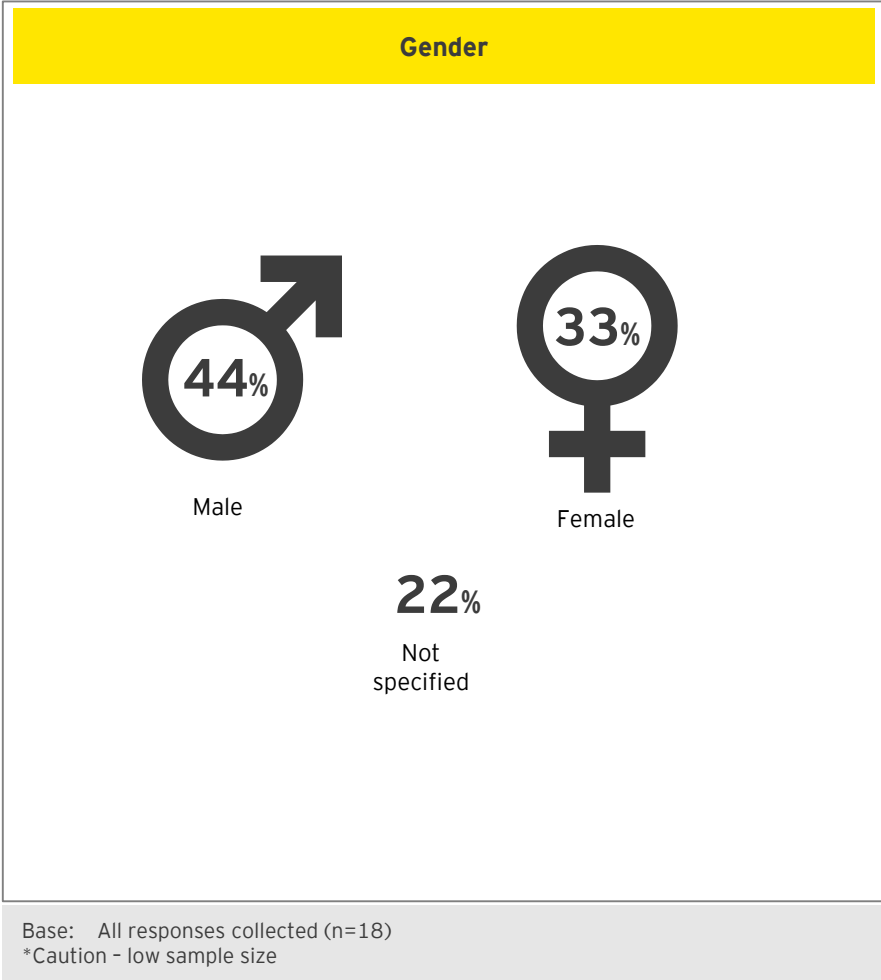 Gender
44%
Male
33%
Female
22%
Not
specified
Base: All responses collected (n=18)
*Caution – low sample size